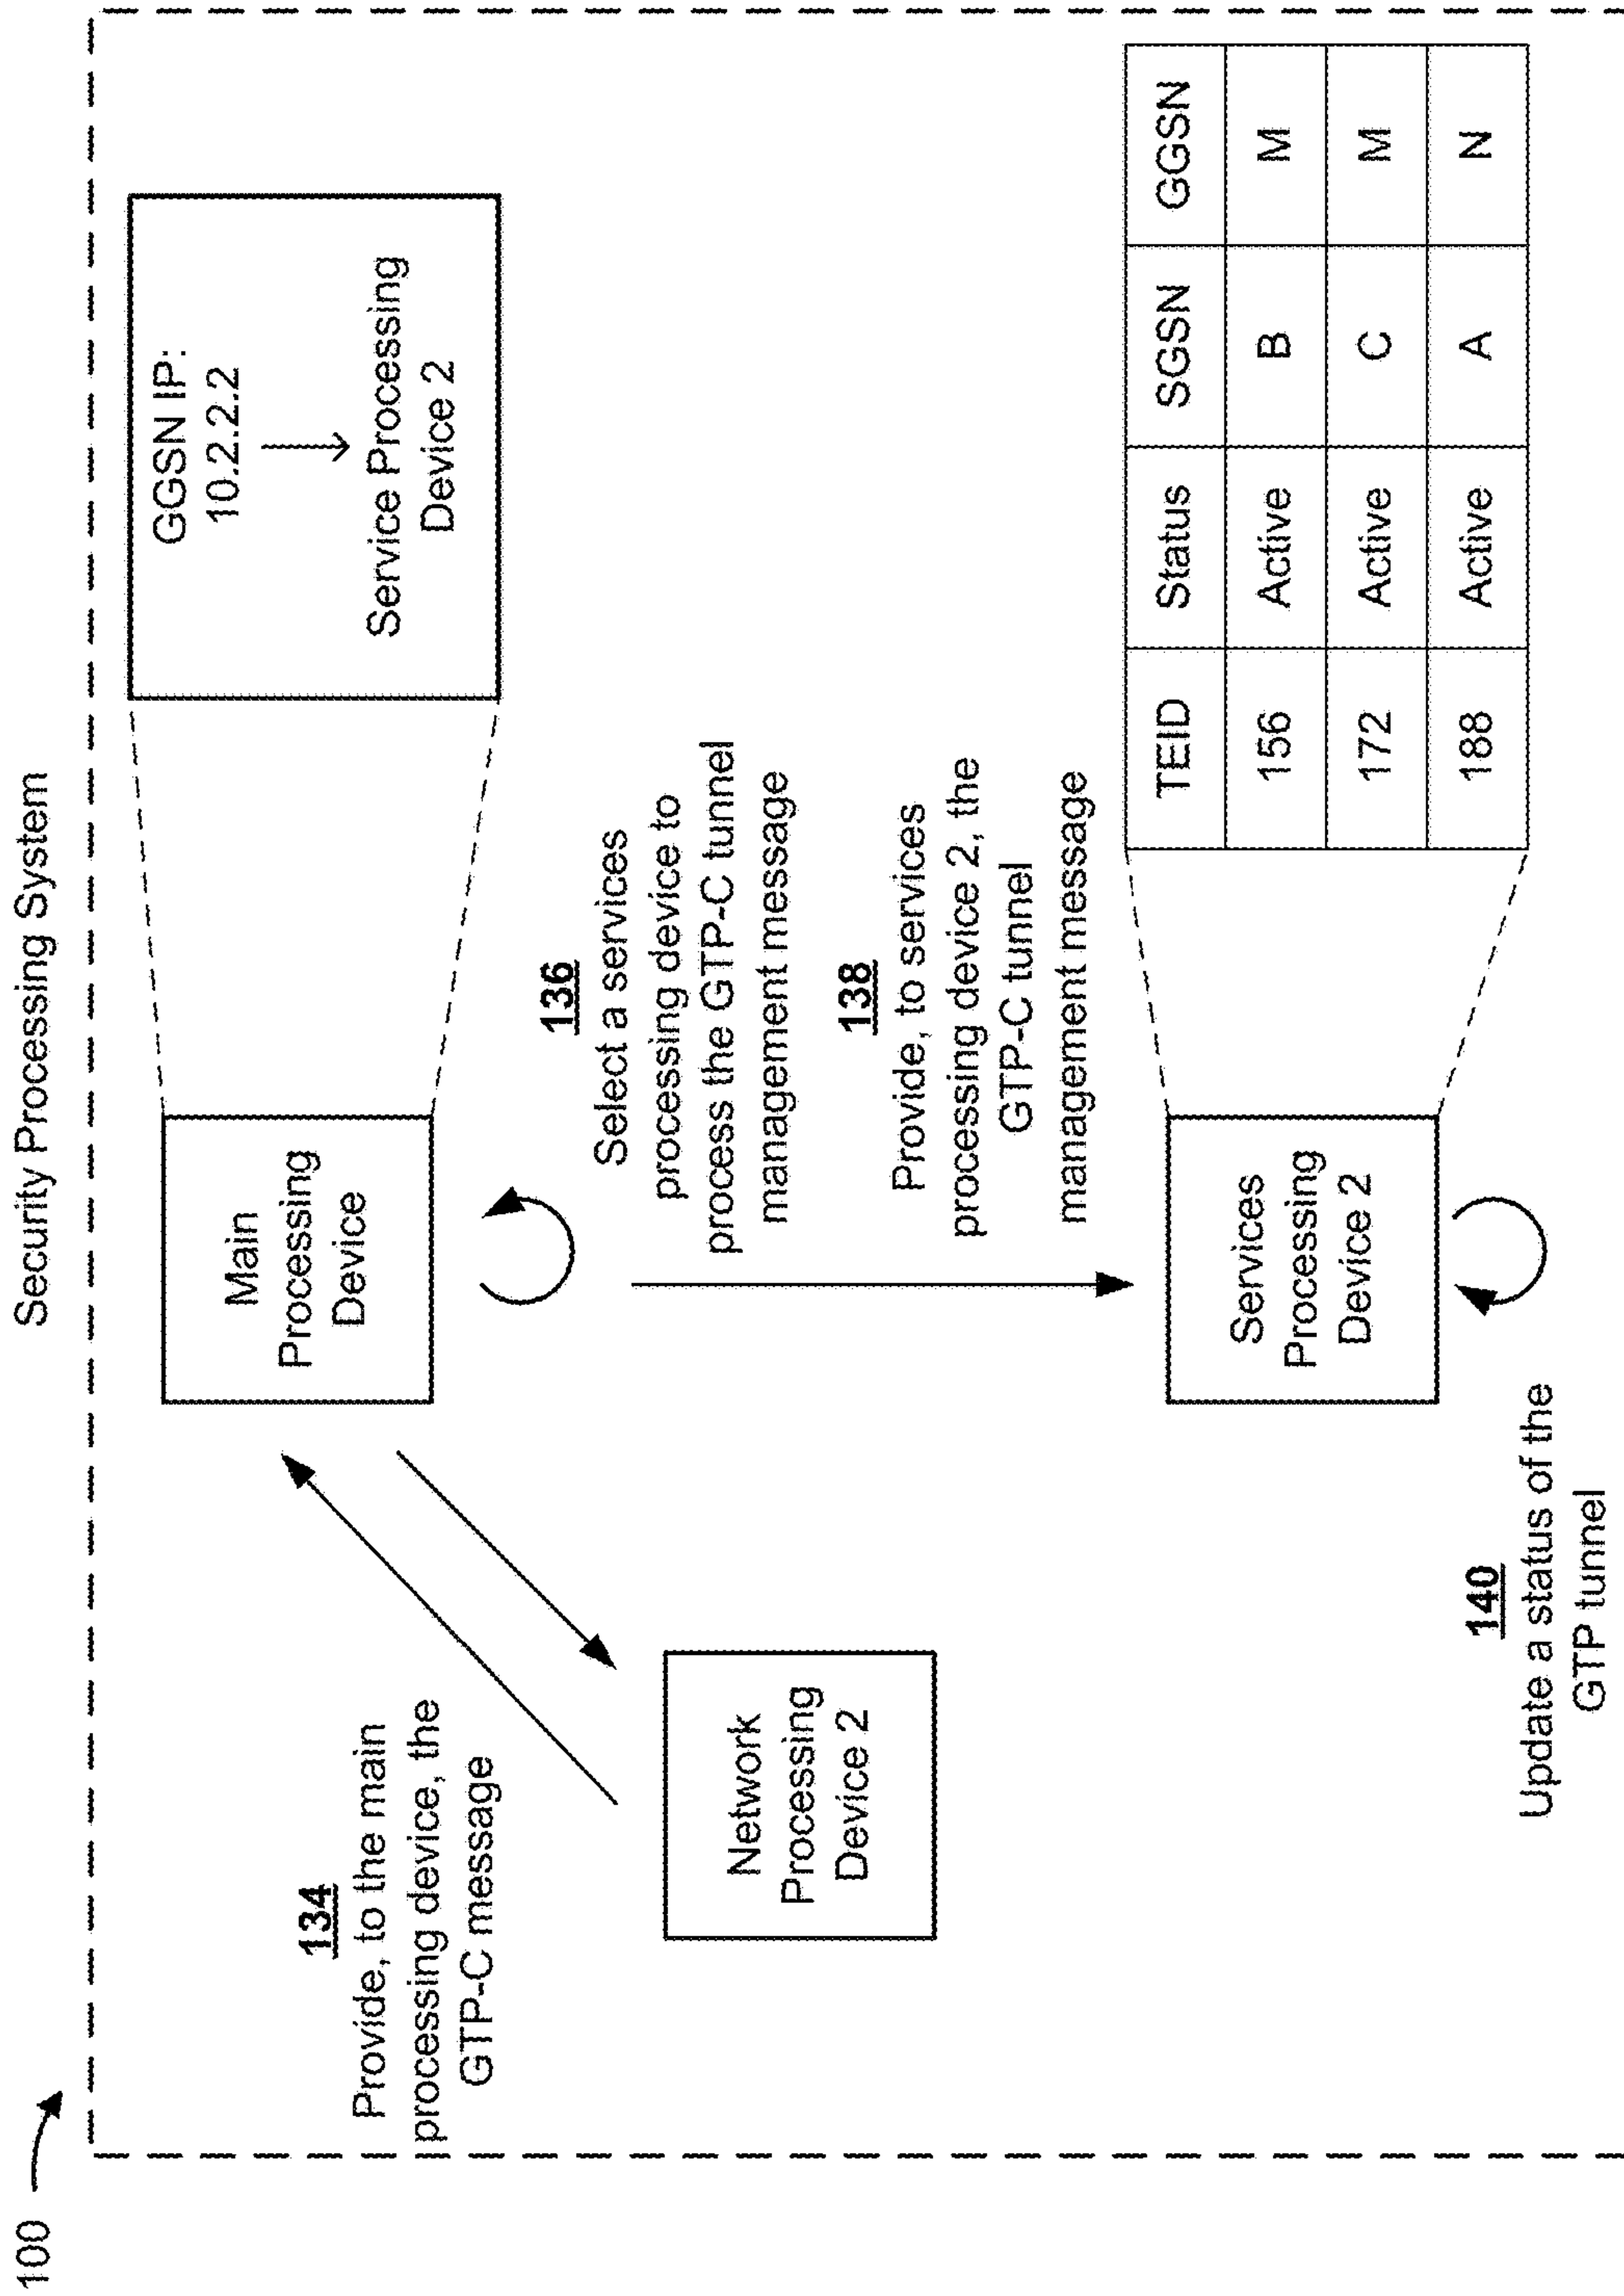 100
Security Processing System
134
Provide, to the main
processing device, the
GTP-C message
Network
Processing
Device 2
Main
Processing
Device
GGSN IP:
10.2.2.2
Service Processing
Device 2
136
Select a services
processing device to
process the GTP-C tunnel
management message
138
Provide, to services
processing device 2, the
GTP-C tunnel
management message
Services
Processing
Device 2
140
Update a status of the
GTP tunnel
TEID Status SGSN GGSN
156 Active B M
172 Active C M
188 Active A N